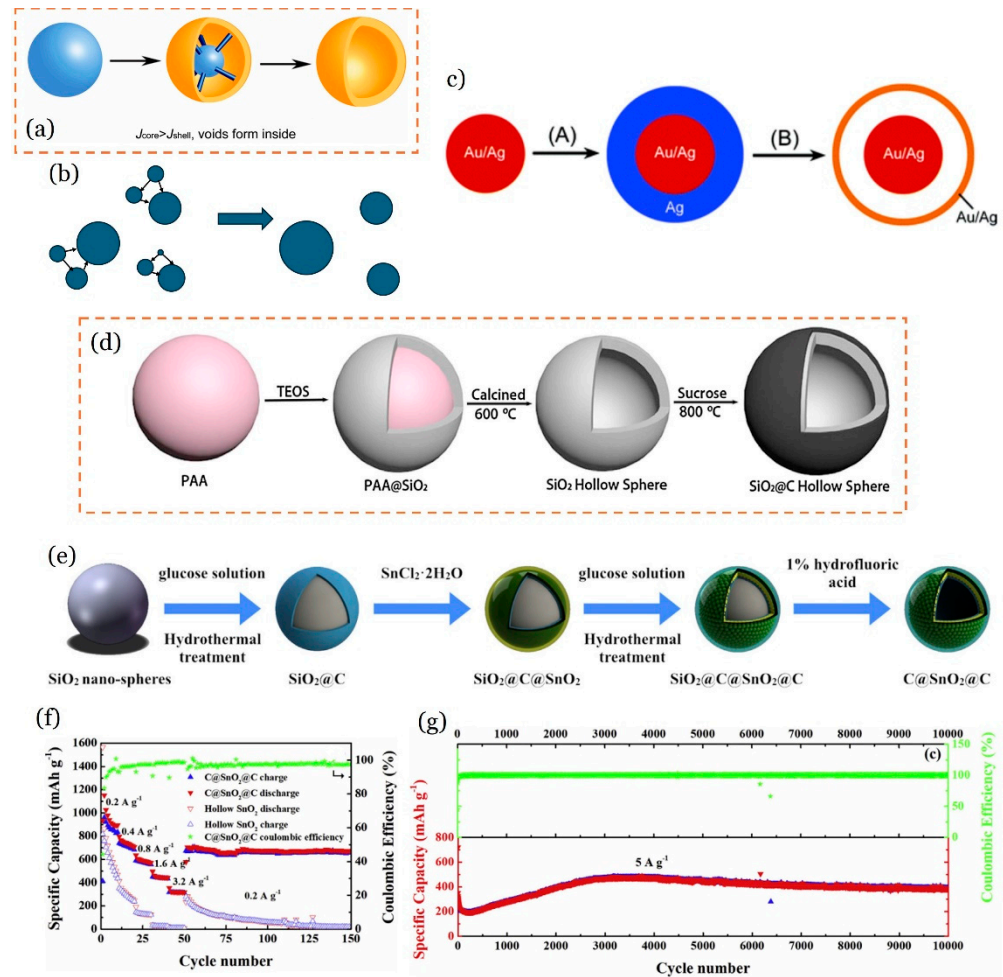 (a)
J_core>J_shell, voids form inside
(b)
c)
Au/Ag
(A)
Au/Ag
Ag
(B)
Au/Ag
Au/Ag
(d)
PAA
TEOS
PAA@SiO₂
Calcined
600 ºC
SiO₂ Hollow Sphere
Sucrose
800 ºC
SiO₂@C Hollow Sphere
(e)
SiO₂ nano-spheres
glucose solution
Hydrothermal
treatment
SiO₂@C
SnCl₂·2H₂O
SiO₂@C@SnO₂
glucose solution
Hydrothermal
treatment
SiO₂@C@SnO₂@C
1% hydrofluoric
acid
C@SnO₂@C
(f)
Specific Capacity (mAh g⁻¹)
1600
1400
1200
1000
800
600
400
200
0
C@SnO₂@C charge
C@SnO₂@C discharge
Hollow SnO₂ discharge
Hollow SnO₂ charge
C@SnO₂@C coulombic efficiency
0.2 A g⁻¹
0.4 A g⁻¹
0.8 A g⁻¹
1.6 A g⁻¹
3.2 A g⁻¹
0.2 A g⁻¹
100
80
60
40
20
0
Coulombic Efficiency (%)
0 25 50 75 100 125 150
Cycle number
(g)
0 1000 2000 3000 4000 5000 6000 7000 8000 9000 10000
(c)
150
100
50
0
Coulombic Efficiency (%)
Specific Capacity (mAh g⁻¹)
800
600
400
200
0
5 A g⁻¹
0 1000 2000 3000 4000 5000 6000 7000 8000 9000 10000
Cycle number